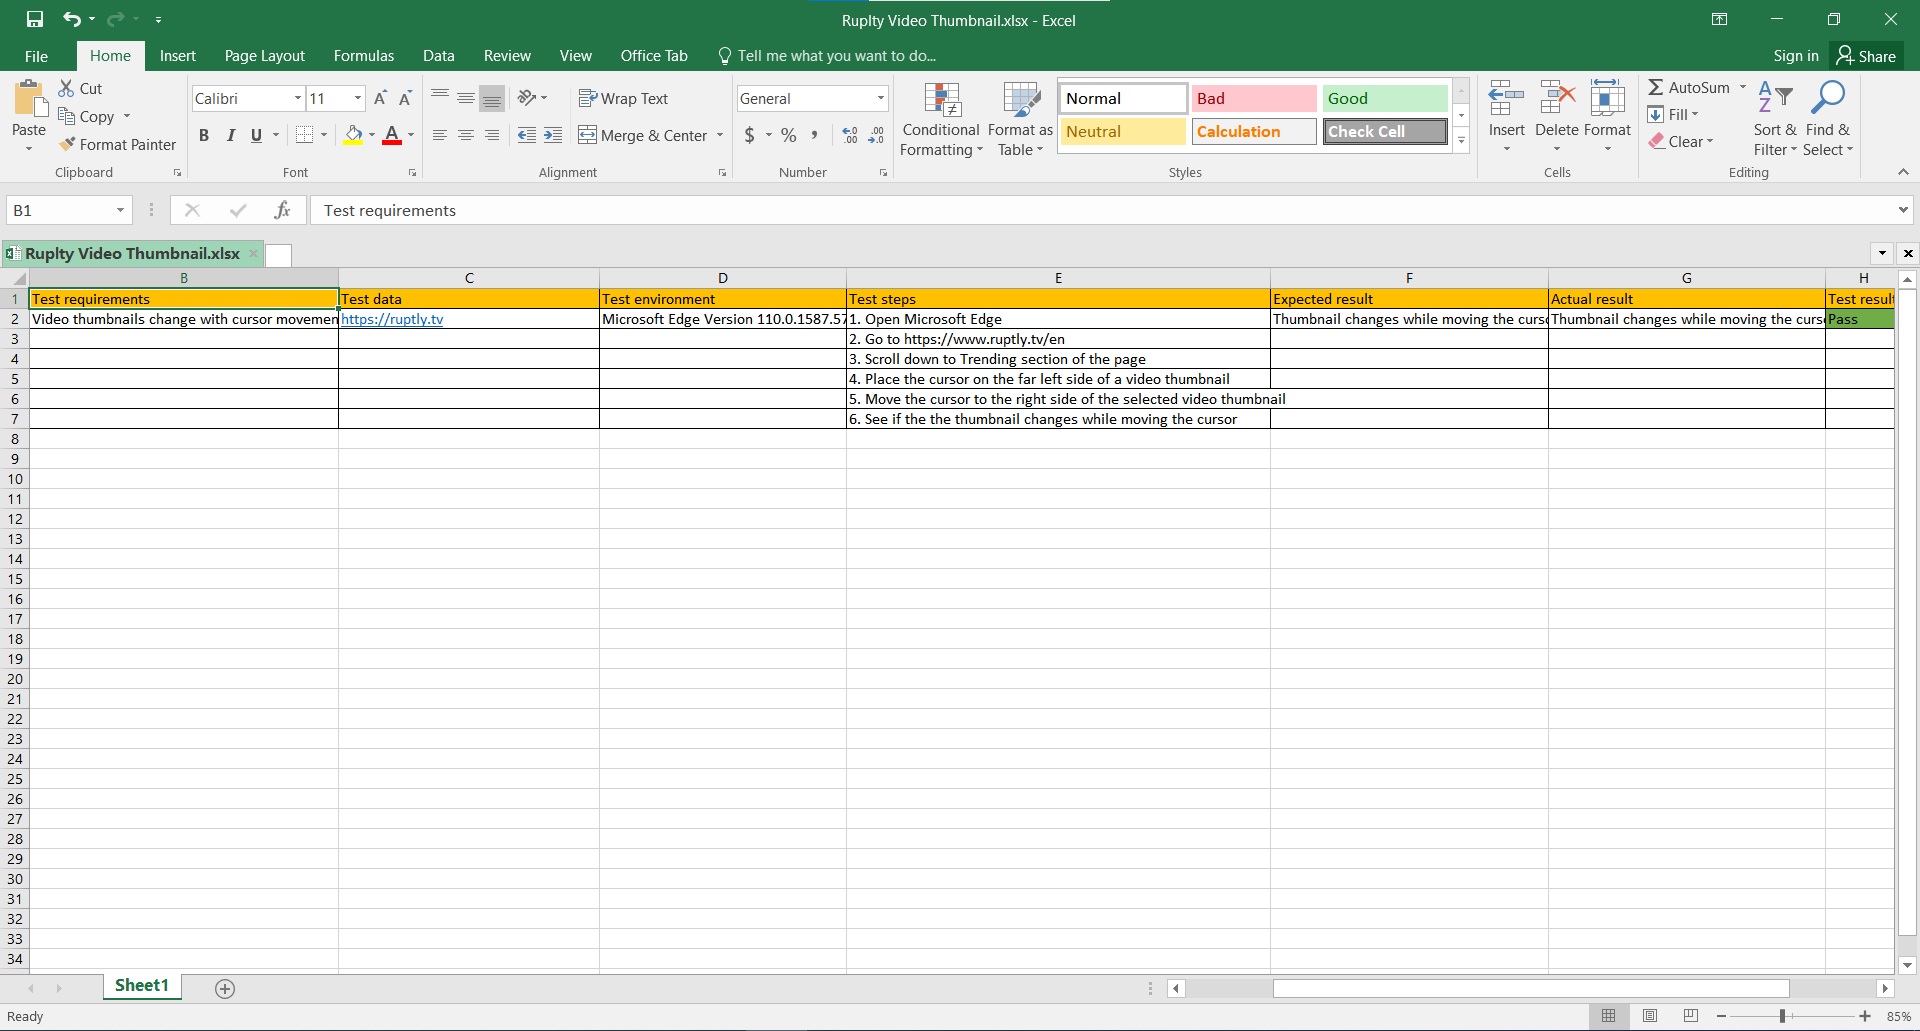 Ruplty Video Thumbnail.xlsx - Excel
File Home Insert Page Layout Formulas Data Review View Office Tab Tell me what you want to do... Sign in Share
Paste
Cut
Copy
Format Painter
Clipboard
Calibri 11
B I U
Font
Wrap Text
Merge & Center
Alignment
General
$ % ,
Number
Conditional Formatting
Format as Table
Normal Bad Good
Neutral Calculation Check Cell
Styles
Insert Delete Format
Cells
AutoSum
Fill
Clear
Sort & Filter
Find & Select
Editing
B1 fx Test requirements
Ruplty Video Thumbnail.xlsx
B C D E F G H
1 Test requirements Test data Test environment Test steps Expected result Actual result Test result
2 Video thumbnails change with cursor movemen https://ruptly.tv Microsoft Edge Version 110.0.1587.57 1. Open Microsoft Edge Thumbnail changes while moving the curso Thumbnail changes while moving the curs Pass
3 2. Go to https://www.ruptly.tv/en
4 3. Scroll down to Trending section of the page
5 4. Place the cursor on the far left side of a video thumbnail
6 5. Move the cursor to the right side of the selected video thumbnail
7 6. See if the the thumbnail changes while moving the cursor
8
9
10
11
12
13
14
15
16
17
18
19
20
21
22
23
24
25
26
27
28
29
30
31
32
33
34
Sheet1
Ready
85%